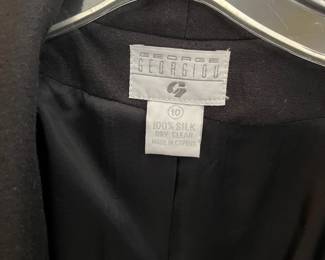 GEORGE
GEORGIOU
G
10
100% SILK
DRY CLEAN
MADE IN CYPRUS